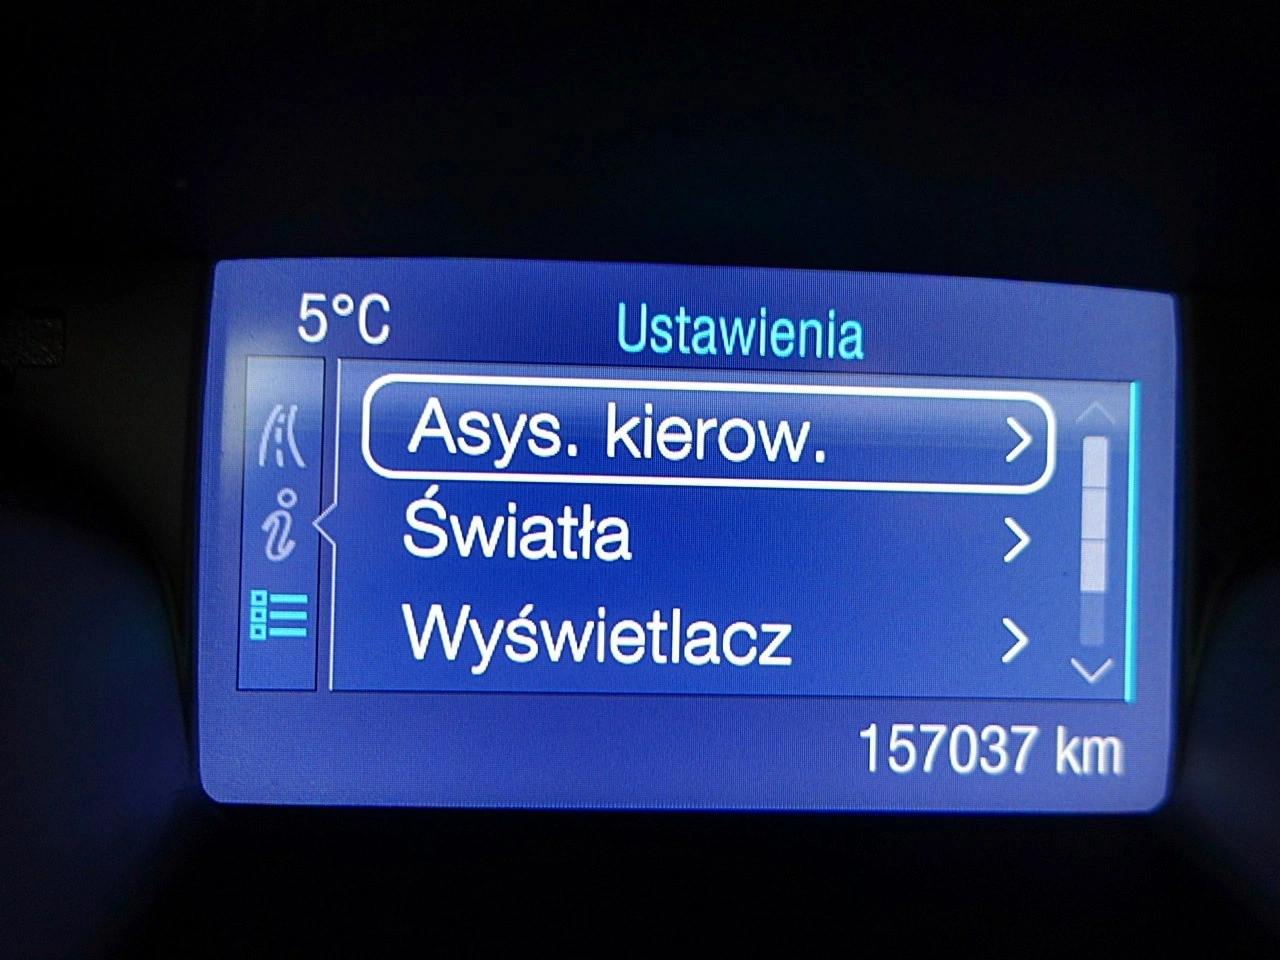 5°C
Ustawienia
Asys. kierow.
Światła
Wyświetlacz
157037 km